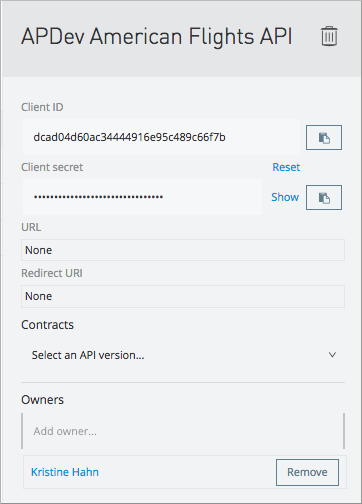 APDev American Flights API
Client ID
dcad04d60ac34444916e95c489c66f7b
Client secret Reset
•••••••••••••••••••••••••••••••• Show
URL
None
Redirect URI
None
Contracts
Select an API version...
Owners
Add owner...
Kristine Hahn Remove